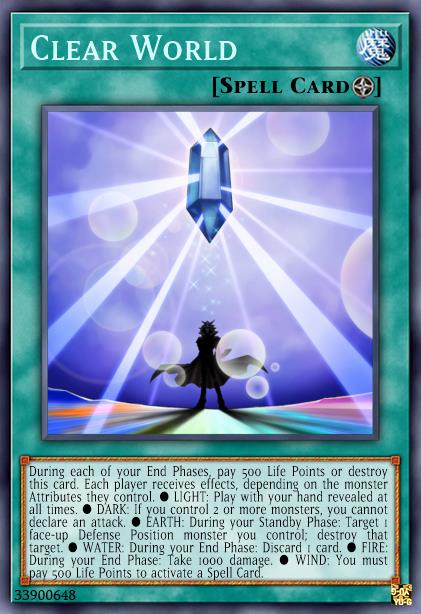 Clear World
魔
[Spell Card]
During each of your End Phases, pay 500 Life Points or destroy
this card. Each player receives effects, depending on the monster
Attributes they control. ● LIGHT: Play with your hand revealed at
all times. ● DARK: If you control 2 or more monsters, you cannot
declare an attack. ● EARTH: During your Standby Phase: Target 1
face-up Defense Position monster you control; destroy that
target. ● WATER: During your End Phase: Discard 1 card. ● FIRE:
During your End Phase: Take 1000 damage. ● WIND: You must
pay 500 Life Points to activate a Spell Card.
33900648